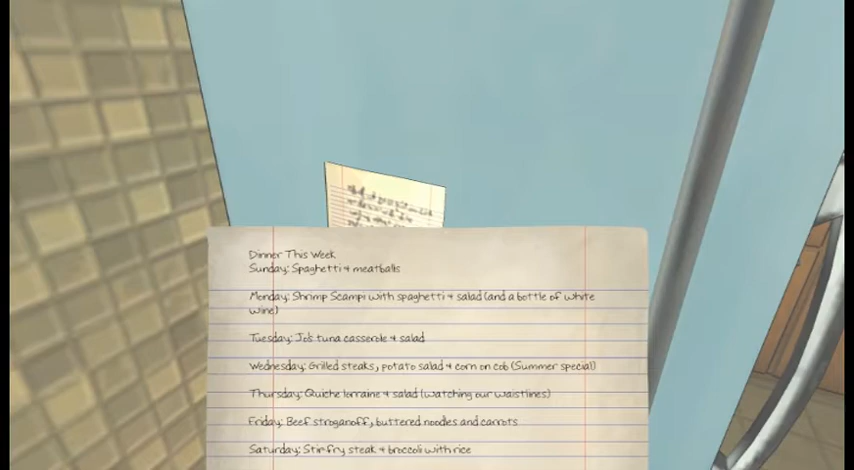 Dinner This Week
Sunday: Spaghetti & meatballs
Monday: Shrimp Scampi with spaghetti & salad (and a bottle of white
wine)
Tuesday: Jo's tuna casserole & salad
Wednesday: Grilled steaks, potato salad & corn on cob (Summer special)
Thursday: Quiche lorraine & salad (watching our waistlines)
Friday: Beef stroganoff, buttered noodles and carrots
Saturday: Stir-fry steak & broccoli with rice